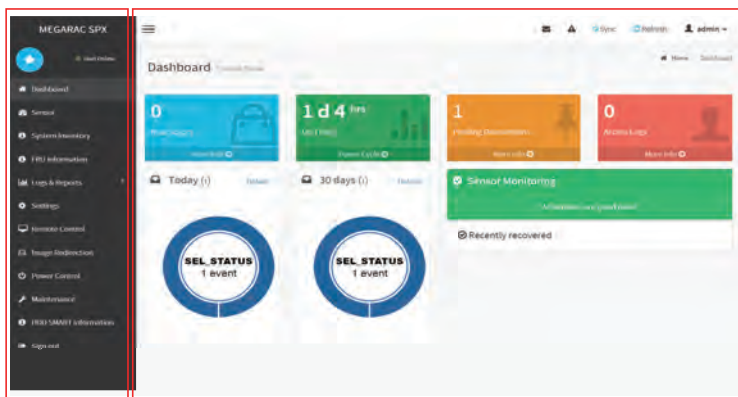 MEGARAC SPX
Dashboard
Sensor
System Inventory
FRU Information
Logs & Reports
Settings
Remote Control
Image Redirection
Power Control
Maintenance
HDD SMART Information
Sign out
Sync
Refresh
admin
Dashboard
Home
Dashboard
0
More info
1 d 4 hrs
Power Cycle
1
Pending Deassertions
More info
0
Access Logs
More info
Today (1)
Details
30 days (1)
Details
SEL_STATUS
1 event
SEL_STATUS
1 event
Sensor Monitoring
Recently recovered